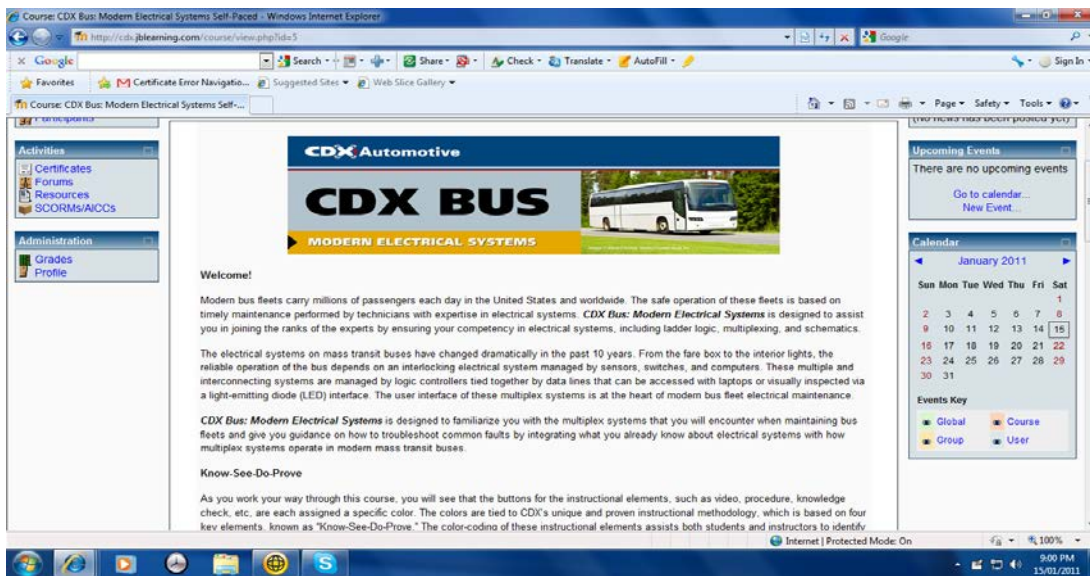 Course: CDX Bus: Modern Electrical Systems Self-Paced - Windows Internet Explorer
http://cdx.jblearning.com/course/view.php?id=5
Google
Google
Search
Share
Check
Translate
AutoFill
Sign In
Favorites
Certificate Error Navigatio...
Suggested Sites
Web Slice Gallery
Course: CDX Bus: Modern Electrical Systems Self-...
Page
Safety
Tools
Participants
Activities
Certificates
Forums
Resources
SCORMs/AICCs
Administration
Grades
Profile
CDX Automotive
CDX BUS
MODERN ELECTRICAL SYSTEMS
Welcome!
Modern bus fleets carry millions of passengers each day in the United States and worldwide. The safe operation of these fleets is based on
timely maintenance performed by technicians with expertise in electrical systems. CDX Bus: Modern Electrical Systems is designed to assist
you in joining the ranks of the experts by ensuring your competency in electrical systems, including ladder logic, multiplexing, and schematics.
The electrical systems on mass transit buses have changed dramatically in the past 10 years. From the fare box to the interior lights, the
reliable operation of the bus depends on an interlocking electrical system managed by sensors, switches, and computers. These multiple and
interconnecting systems are managed by logic controllers tied together by data lines that can be accessed with laptops or visually inspected via
a light-emitting diode (LED) interface. The user interface of these multiplex systems is at the heart of modern bus fleet electrical maintenance.
CDX Bus: Modern Electrical Systems is designed to familiarize you with the multiplex systems that you will encounter when maintaining bus
fleets and give you guidance on how to troubleshoot common faults by integrating what you already know about electrical systems with how
multiplex systems operate in modern mass transit buses.
Know-See-Do-Prove
As you work your way through this course, you will see that the buttons for the instructional elements, such as video, procedure, knowledge
check, etc, are each assigned a specific color. The colors are tied to CDX's unique and proven instructional methodology, which is based on four
key elements, known as "Know-See-Do-Prove." The color-coding of these instructional elements assists both students and instructors to identify
(No news has been posted yet)
Upcoming Events
There are no upcoming events
Go to calendar...
New Event...
Calendar
January 2011
Sun Mon Tue Wed Thu Fri Sat
1
2 3 4 5 6 7 8
9 10 11 12 13 14 15
16 17 18 19 20 21 22
23 24 25 26 27 28 29
30 31
Events Key
Global Course
Group User
Internet | Protected Mode: On
100%
9:00 PM
15/01/2011